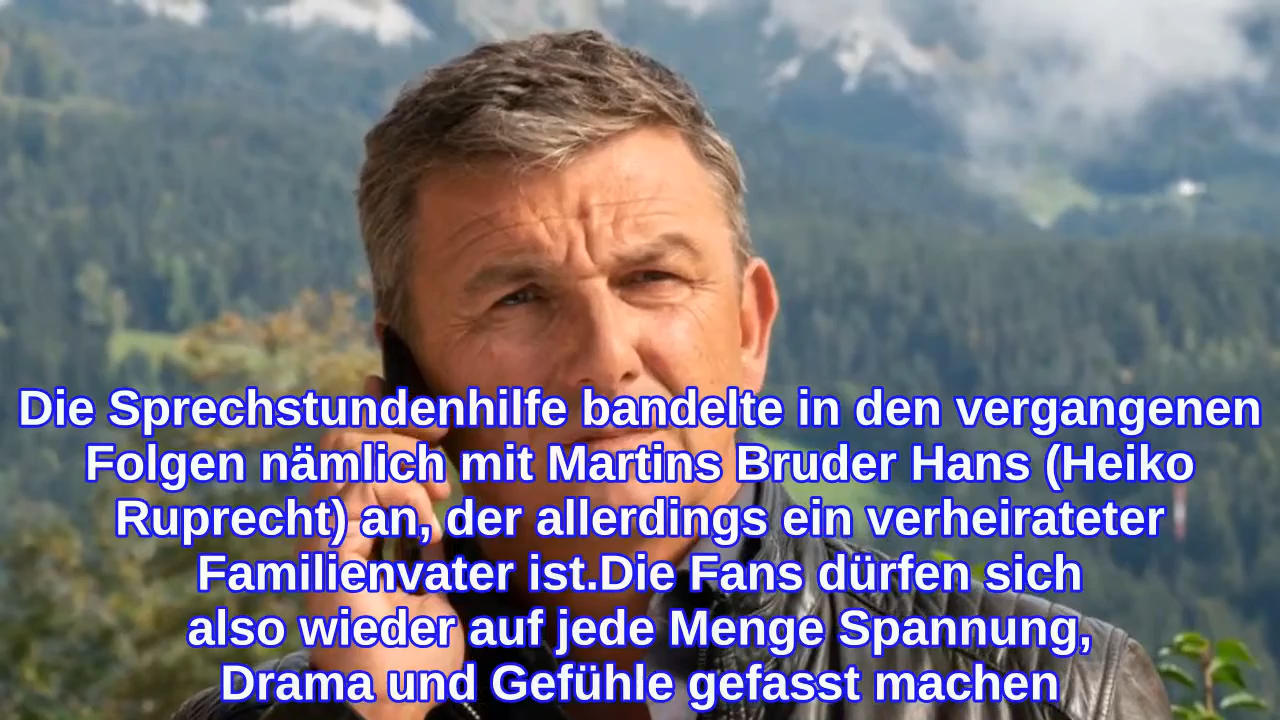 Die Sprechstundenhilfe bandelte in den vergangenen
Folgen nämlich mit Martins Bruder Hans (Heiko
Ruprecht) an, der allerdings ein verheirateter
Familienvater ist.Die Fans dürfen sich
also wieder auf jede Menge Spannung,
Drama und Gefühle gefasst machen